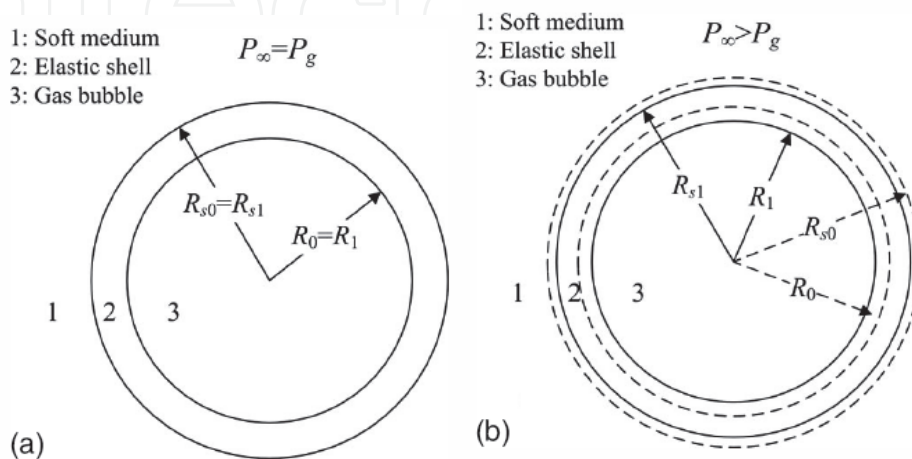 1: Soft medium
2: Elastic shell
3: Gas bubble
P∞=Pg
Rs0=Rs1
R0=R1
1
2
3
(a)
1: Soft medium
2: Elastic shell
3: Gas bubble
P∞>Pg
Rs1
R1
Rs0
R0
1
2
3
(b)